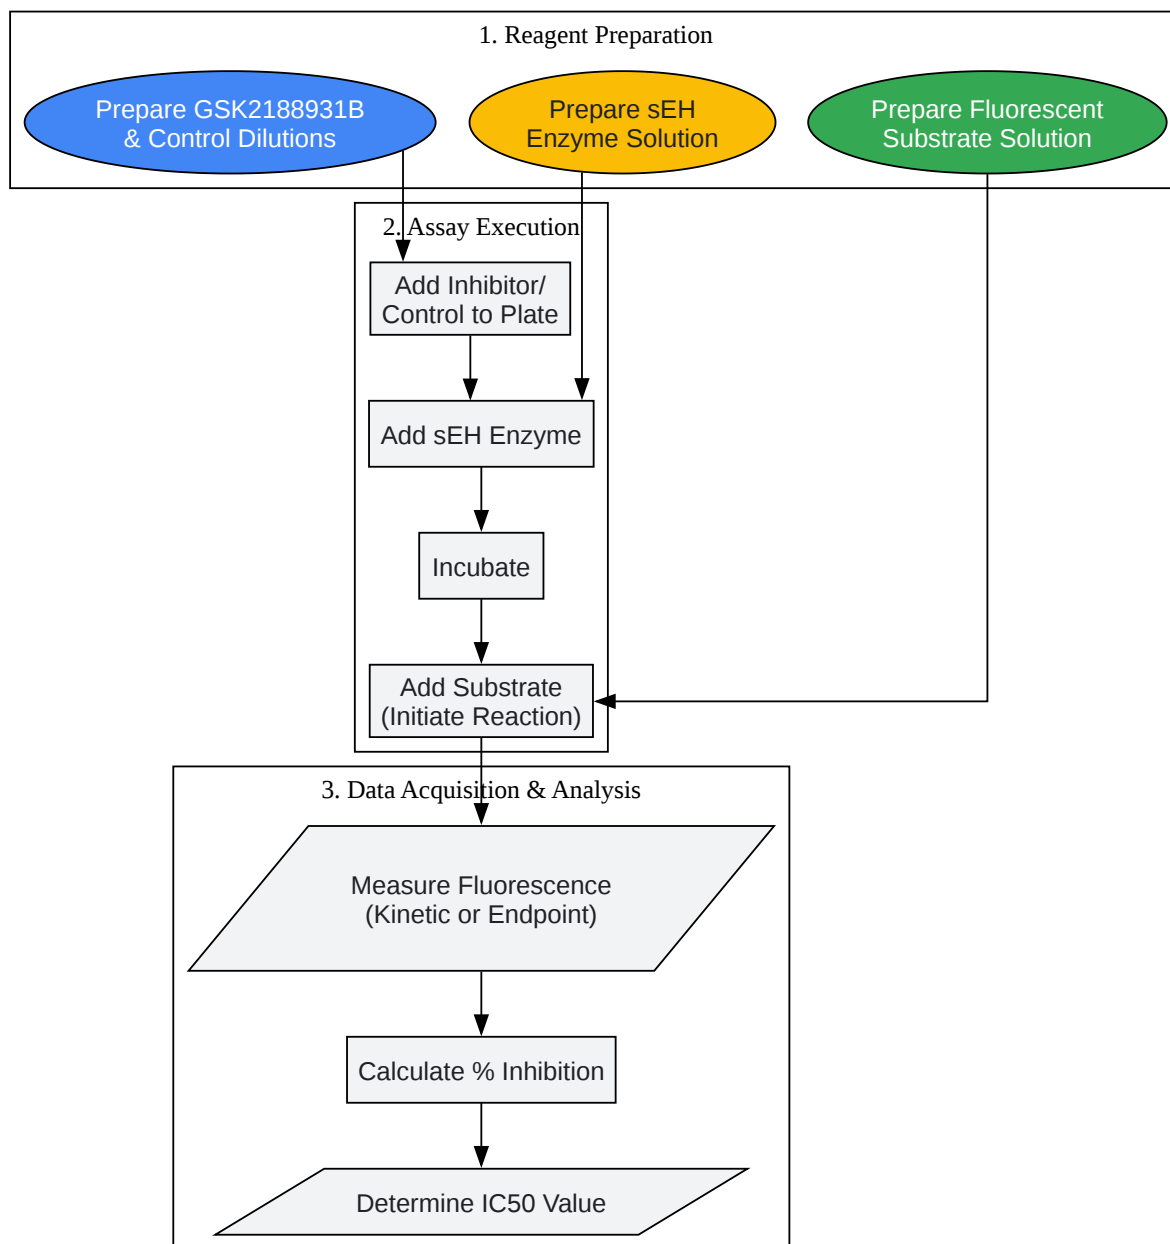 1. Reagent Preparation
Prepare GSK2188931B
& Control Dilutions
Prepare sEH
Enzyme Solution
Prepare Fluorescent
Substrate Solution
2. Assay Execution
Add Inhibitor/
Control to Plate
Add sEH Enzyme
Incubate
Add Substrate
(Initiate Reaction)
3. Data Acquisition & Analysis
Measure Fluorescence
(Kinetic or Endpoint)
Calculate % Inhibition
Determine IC50 Value